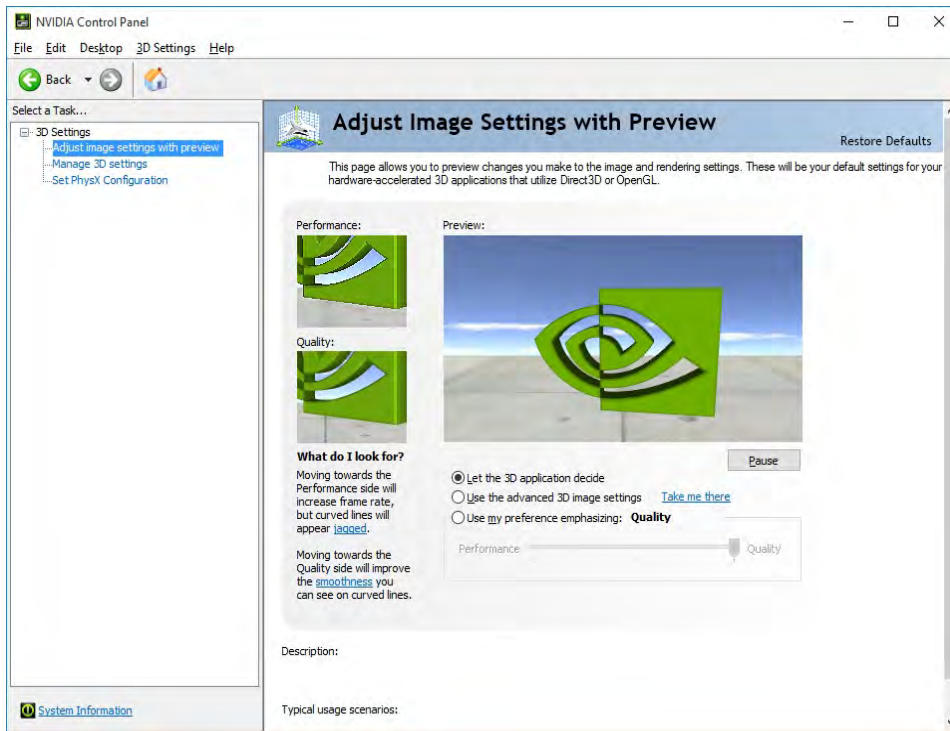 NVIDIA Control Panel
File Edit Desktop 3D Settings Help
Back
Select a Task...
3D Settings
Adjust image settings with preview
Manage 3D settings
Set PhysX Configuration
System Information
Adjust Image Settings with Preview
Restore Defaults
This page allows you to preview changes you make to the image and rendering settings. These will be your default settings for your
hardware-accelerated 3D applications that utilize Direct3D or OpenGL.
Performance:
Quality:
What do I look for?
Moving towards the
Performance side will
increase frame rate,
but curved lines will
appear jagged.
Moving towards the
Quality side will improve
the smoothness you
can see on curved lines.
Preview:
Pause
Let the 3D application decide
Use the advanced 3D image settings Take me there
Use my preference emphasizing: Quality
Performance Quality
Description:
Typical usage scenarios: